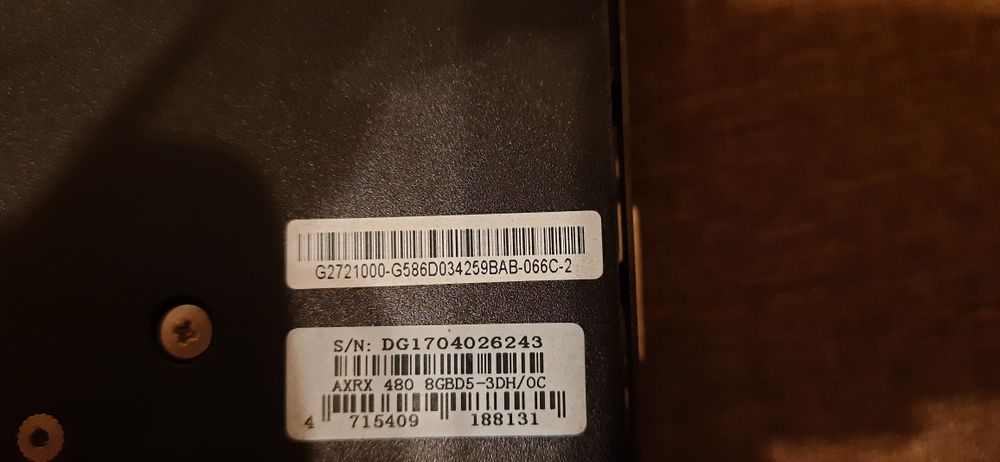 G2721000-G586D034259BAB-066C-2
S/N: DG1704026243
AXRX 480 8GBD5-3DH/OC
4 715409 188131